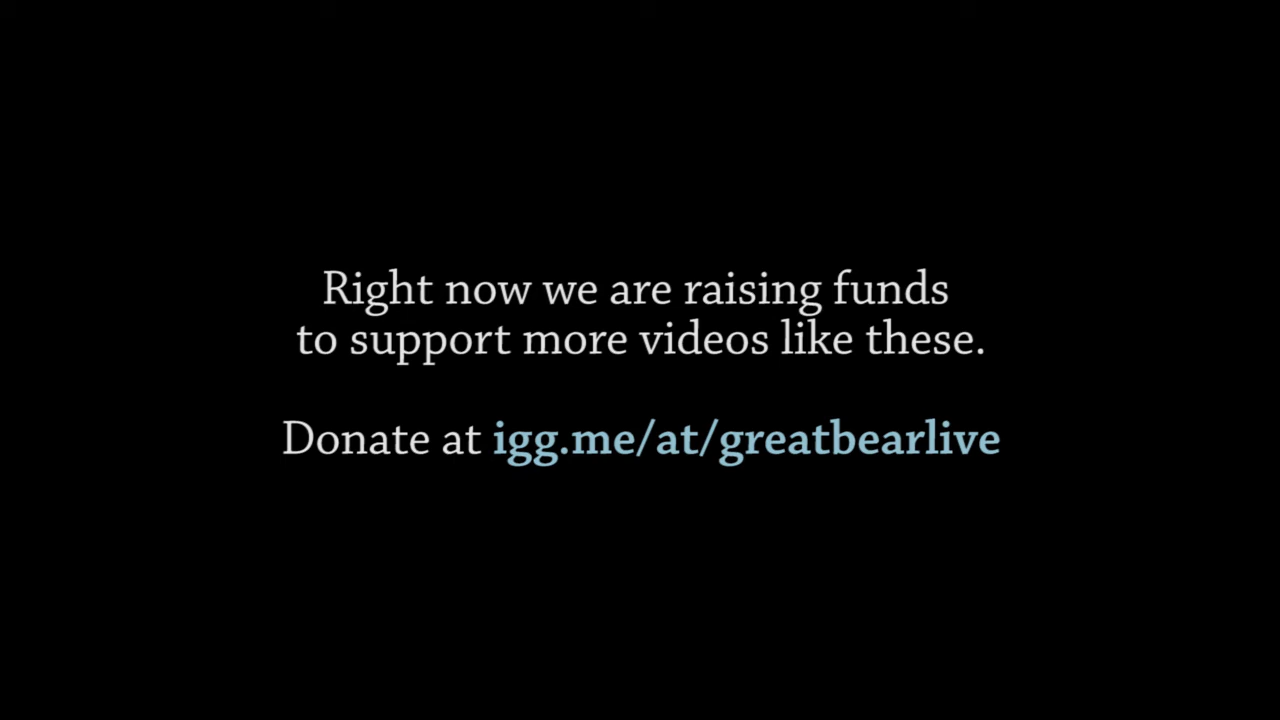 Right now we are raising funds
to support more videos like these.
Donate at igg.me/at/greatbearlive